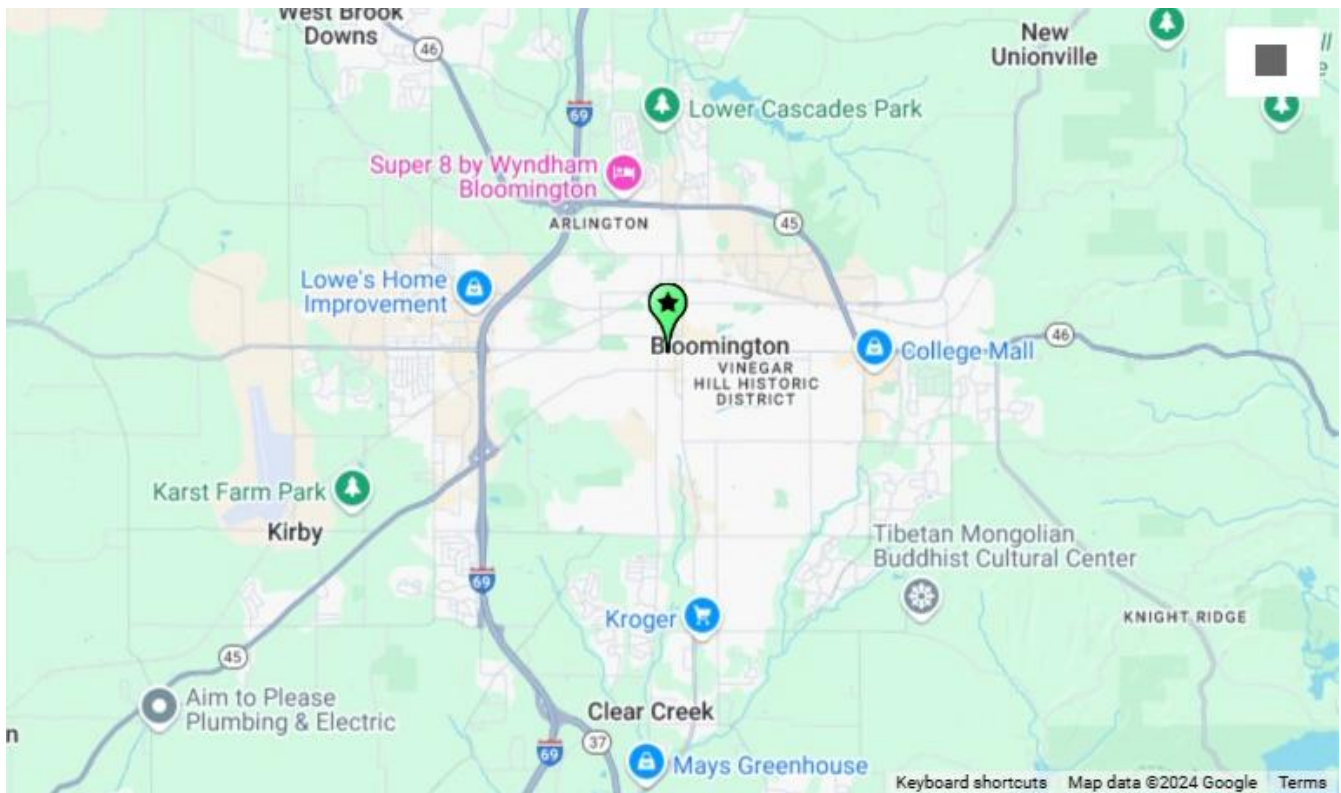 West Brook
Downs
46
New
Unionville
69
Lower Cascades Park
Super 8 by Wyndham
Bloomington
ARLINGTON
45
Lowe's Home
Improvement
Bloomington
VINEGAR
HILL HISTORIC
DISTRICT
College Mall
46
Karst Farm Park
Kirby
Tibetan Mongolian
Buddhist Cultural Center
69
Kroger
KNIGHT RIDGE
45
Aim to Please
Plumbing & Electric
Clear Creek
n
69
37
Mays Greenhouse
Keyboard shortcuts Map data ©2024 Google Terms